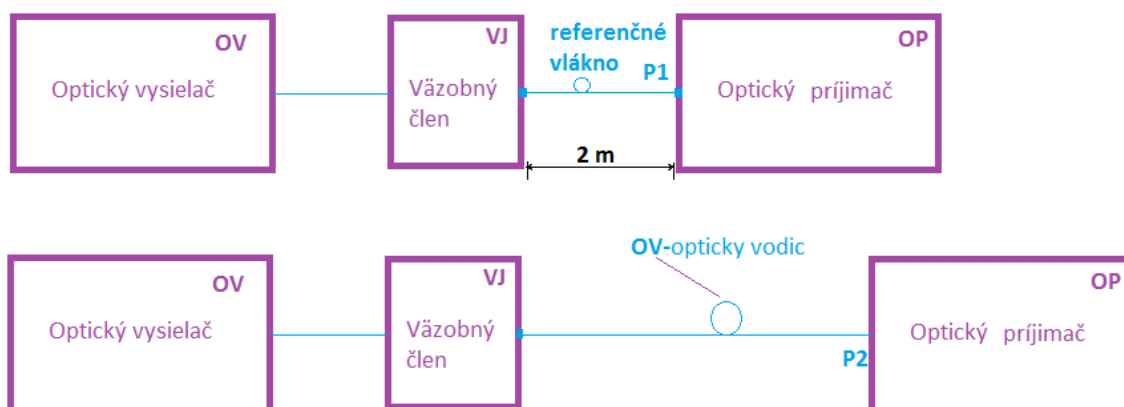 OV
Optický vysielač
VJ
Väzobný
člen
referenčné
vlákno
P1
2 m
OP
Optický príjimač
OV
Optický vysielač
VJ
Väzobný
člen
OV-opticky vodic
P2
OP
Optický príjimač